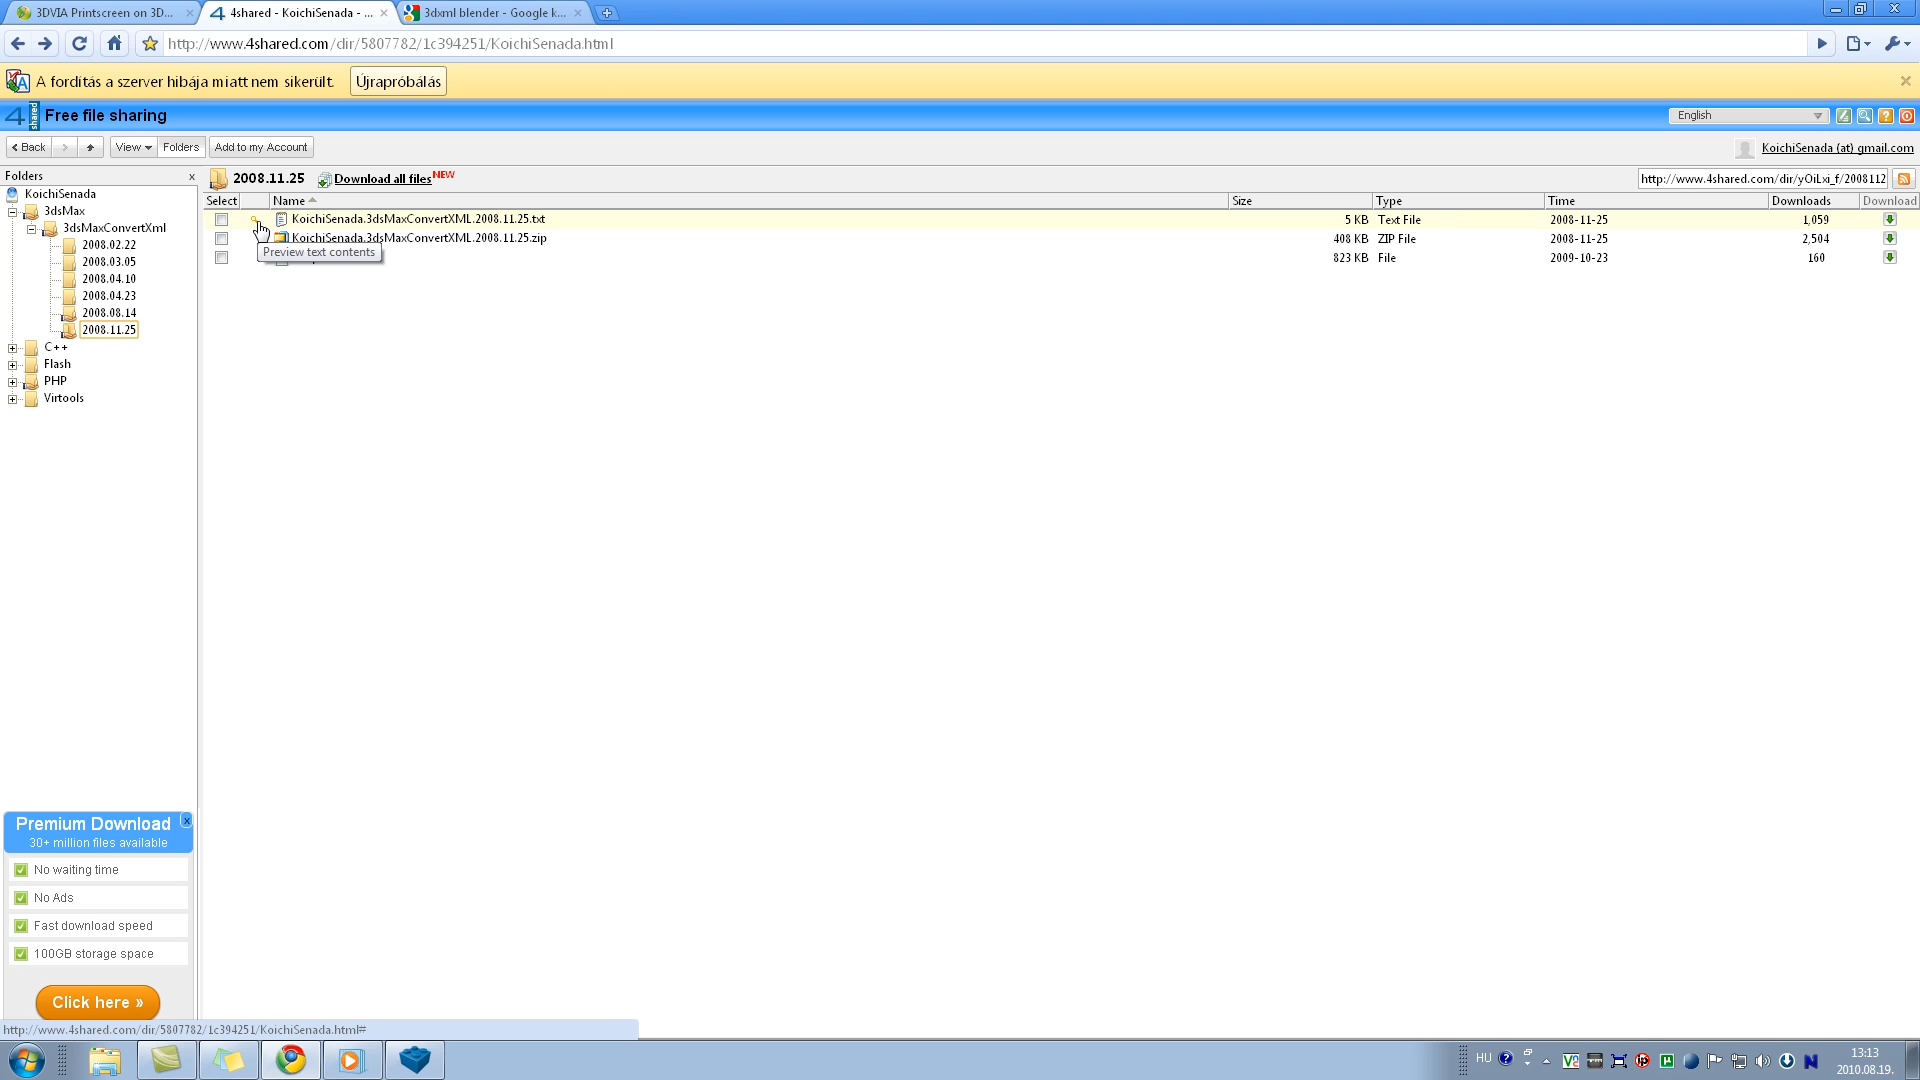 3DVIA Printscreen on 3D...
4shared - KoichiSenada - ...
3dxml blender - Google k...
http://www.4shared.com/dir/5807782/1c394251/KoichiSenada.html
A fordítás a szerver hibája miatt nem sikerült.
Újrapróbálás
4 shared
Free file sharing
English
< Back
View
Folders
Add to my Account
KoichiSenada (at) gmail.com
Folders
x
2008.11.25
Download all files NEW
http://www.4shared.com/dir/yOiLxi_f/2008112
KoichiSenada
3dsMax
3dsMaxConvertXml
2008.02.22
2008.03.05
2008.04.10
2008.04.23
2008.08.14
2008.11.25
C++
Flash
PHP
Virtools
Select Name Size Type Time Downloads Download
KoichiSenada.3dsMaxConvertXML.2008.11.25.txt 5 KB Text File 2008-11-25 1,059
KoichiSenada.3dsMaxConvertXML.2008.11.25.zip 408 KB ZIP File 2008-11-25 2,504
Preview text contents
823 KB File 2009-10-23 160
Premium Download
x
30+ million files available
No waiting time
No Ads
Fast download speed
100GB storage space
Click here »
http://www.4shared.com/dir/5807782/1c394251/KoichiSenada.html#
HU
13:13
2010.08.19.